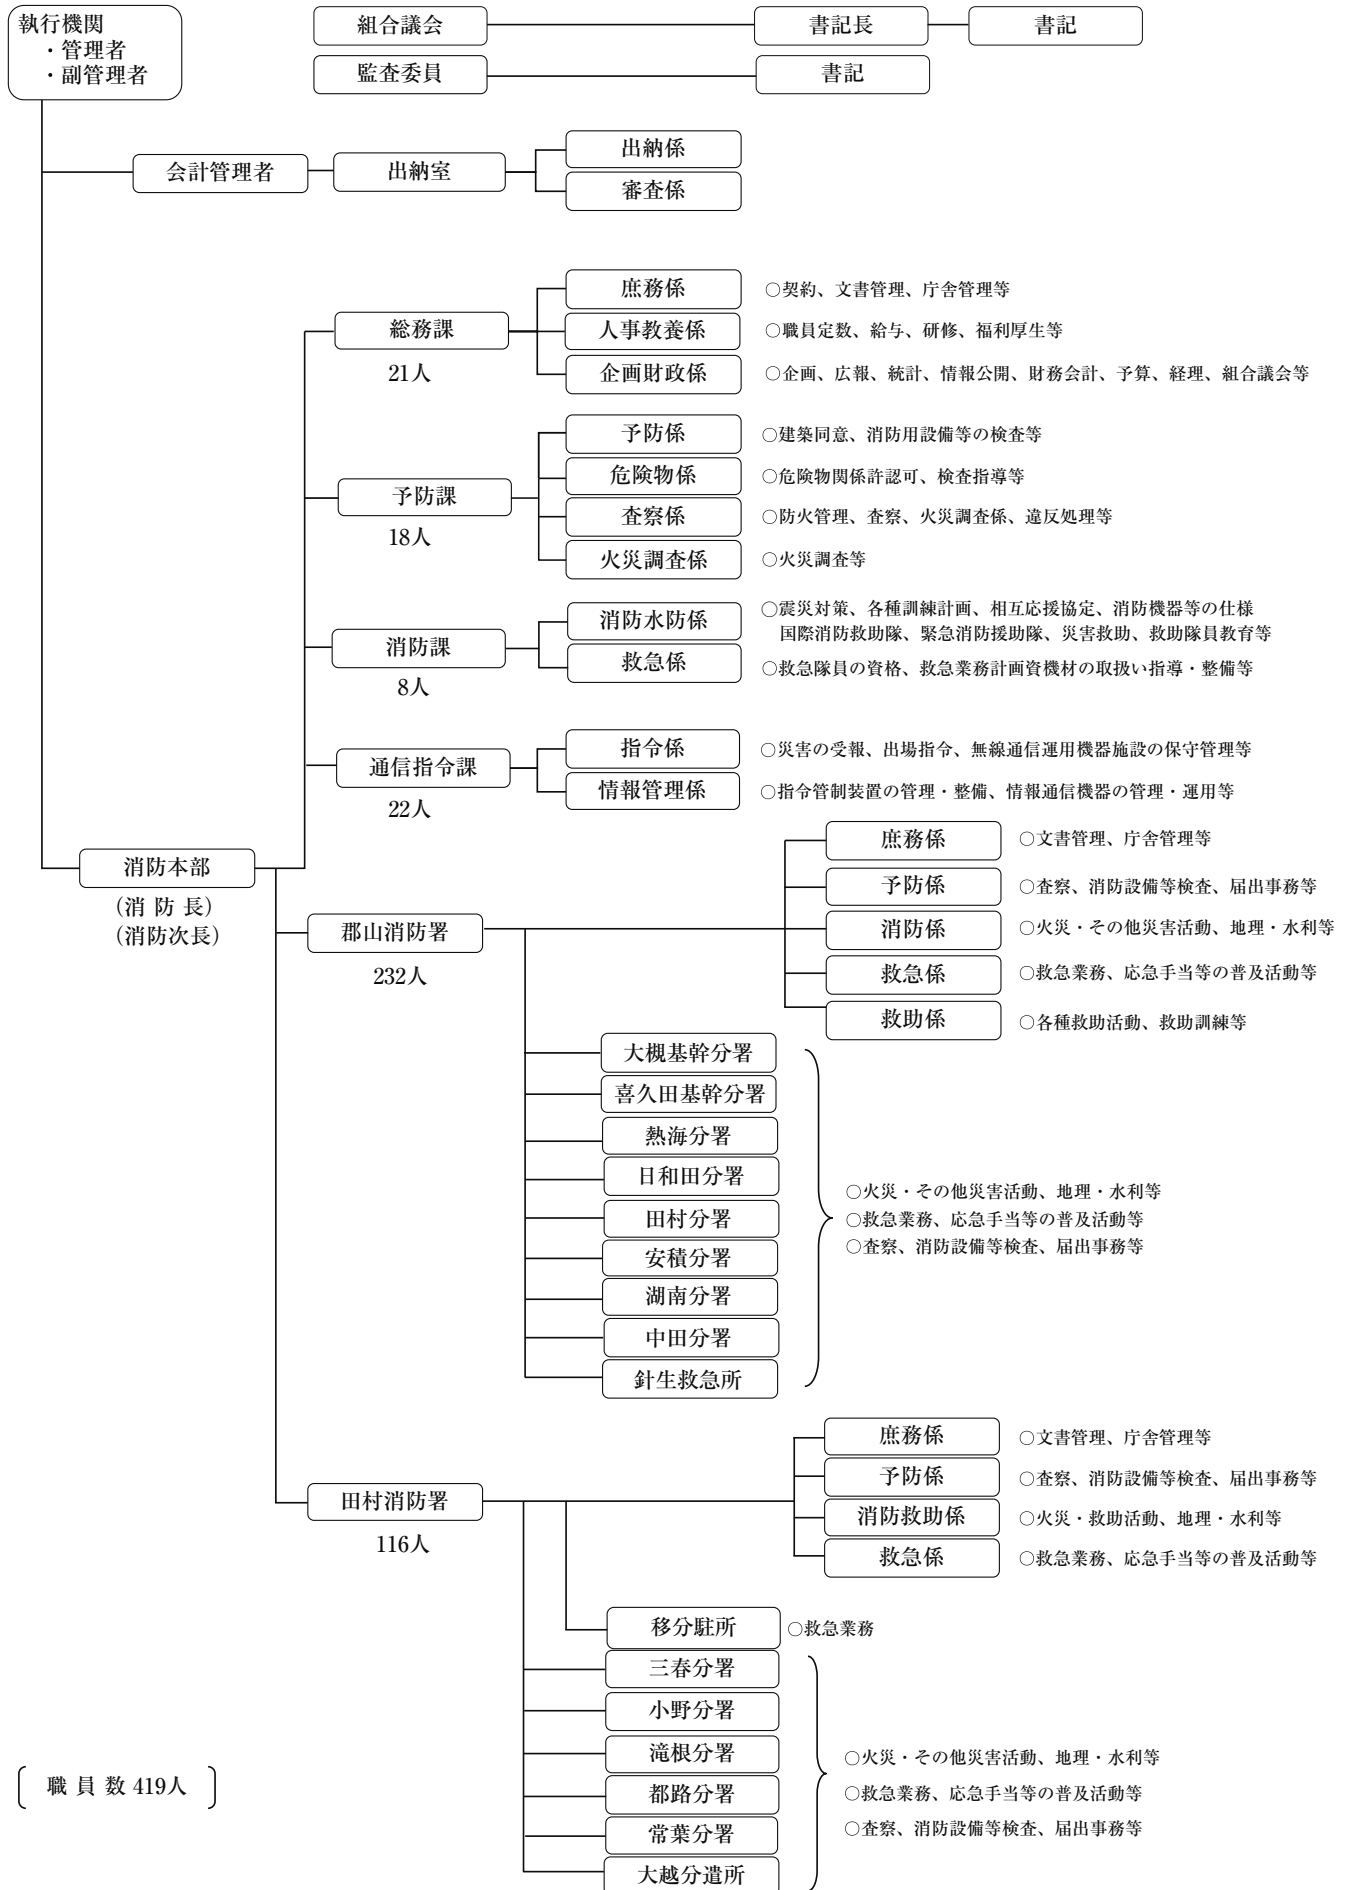 執行機関
・管理者
・副管理者
組合議会 書記長 書記
監査委員 書記
会計管理者 出納室 出納係
審査係
総務課
21人
庶務係 ○契約、文書管理、庁舎管理等
人事教養係 ○職員定数、給与、研修、福利厚生等
企画財政係 ○企画、広報、統計、情報公開、財務会計、予算、経理、組合議会等
予防課
18人
予防係 ○建築同意、消防用設備等の検査等
危険物係 ○危険物関係許認可、検査指導等
査察係 ○防火管理、査察、火災調査係、違反処理等
火災調査係 ○火災調査等
消防課
8人
消防水防係 ○震災対策、各種訓練計画、相互応援協定、消防機器等の仕様
国際消防救助隊、緊急消防援助隊、災害救助、救助隊員教育等
救急係 ○救急隊員の資格、救急業務計画資機材の取扱い指導・整備等
通信指令課
22人
指令係 ○災害の受報、出場指令、無線通信運用機器施設の保守管理等
情報管理係 ○指令管制装置の管理・整備、情報通信機器の管理・運用等
消防本部
(消 防 長)
(消防次長)
郡山消防署
232人
庶務係 ○文書管理、庁舎管理等
予防係 ○査察、消防設備等検査、届出事務等
消防係 ○火災・その他災害活動、地理・水利等
救急係 ○救急業務、応急手当等の普及活動等
救助係 ○各種救助活動、救助訓練等
大槻基幹分署
喜久田基幹分署
熱海分署
日和田分署
田村分署
安積分署
湖南分署
中田分署
針生救急所
○火災・その他災害活動、地理・水利等
○救急業務、応急手当等の普及活動等
○査察、消防設備等検査、届出事務等
田村消防署
116人
庶務係 ○文書管理、庁舎管理等
予防係 ○査察、消防設備等検査、届出事務等
消防救助係 ○火災・救助活動、地理・水利等
救急係 ○救急業務、応急手当等の普及活動等
移分駐所 ○救急業務
三春分署
小野分署
滝根分署
都路分署
常葉分署
大越分遣所
○火災・その他災害活動、地理・水利等
○救急業務、応急手当等の普及活動等
○査察、消防設備等検査、届出事務等
職 員 数 419人